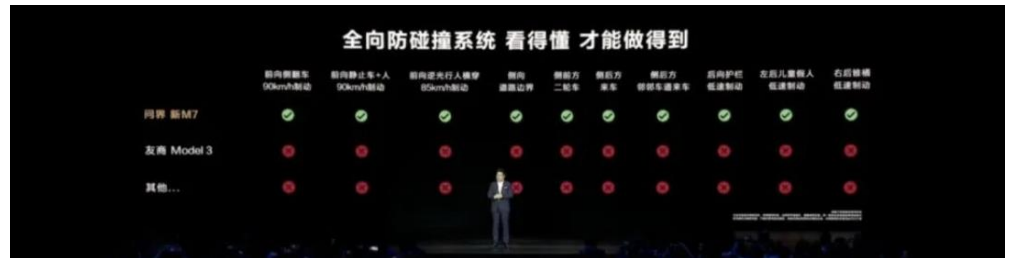 全向防碰撞系统 看得懂 才能做得到
前向侧翻车 前向静止车+人 前向逆光行人横穿 侧向 侧前方 侧后方 侧后方 后向护栏 左后儿童假人 右后锥桶
90km/h制动 90km/h制动 85km/h制动 道路边界 二轮车 来车 邻邻车道来车 低速制动 低速制动 低速制动
问界 新M7
友商 Model 3
其他...